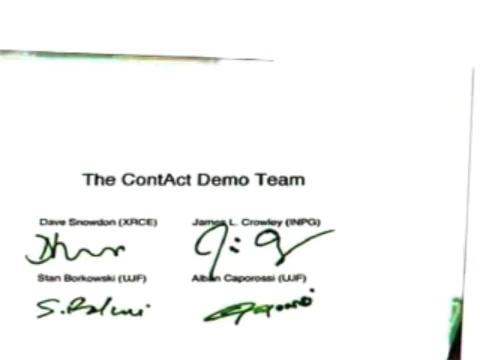 The ContAct Demo Team
Dave Snowdon (XRCE) James L. Crowley (INPG)
Stan Borkowski (UJF) Alban Caporossi (UJF)